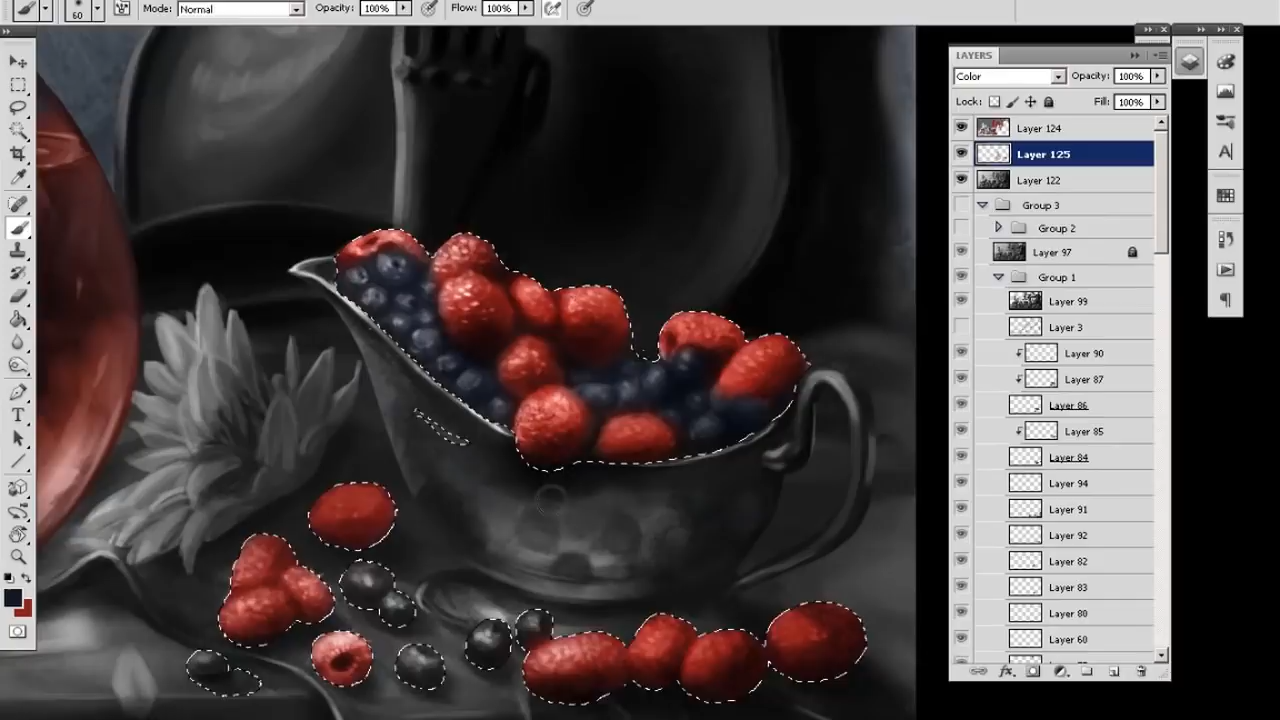 60
Mode: Normal
Opacity: 100%
Flow: 100%
LAYERS
Color
Opacity: 100%
Lock:
Fill: 100%
Layer 124
Layer 125
Layer 122
Group 3
Group 2
Layer 97
Group 1
Layer 99
Layer 3
Layer 90
Layer 87
Layer 86
Layer 85
Layer 84
Layer 94
Layer 91
Layer 92
Layer 82
Layer 83
Layer 80
Layer 60